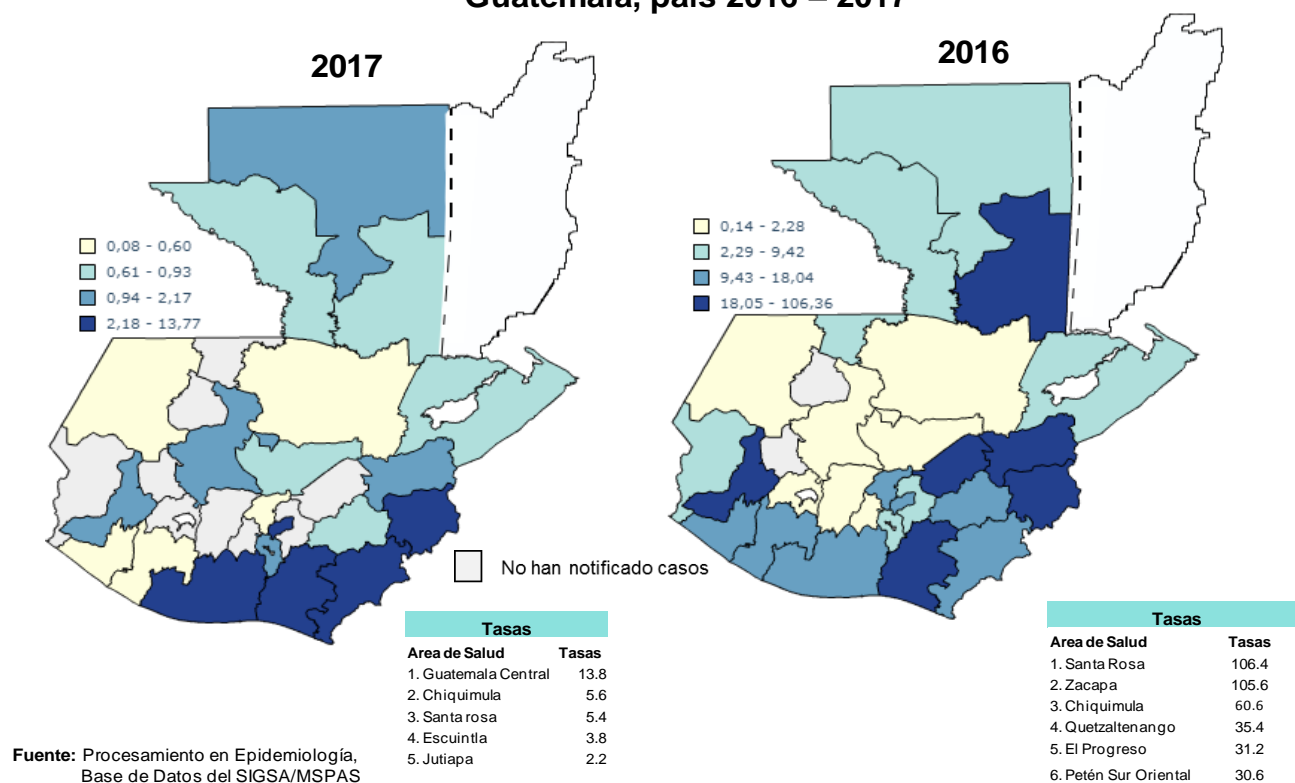 Guatemala, país 2016 – 2017
2017
0,08 - 0,60
0,61 - 0,93
0,94 - 2,17
2,18 - 13,77
2016
0,14 - 2,28
2,29 - 9,42
9,43 - 18,04
18,05 - 106,36
No han notificado casos
Tasas
Area de Salud Tasas
1. Guatemala Central 13.8
2. Chiquimula 5.6
3. Santa rosa 5.4
4. Escuintla 3.8
5. Jutiapa 2.2
Tasas
Area de Salud Tasas
1. Santa Rosa 106.4
2. Zacapa 105.6
3. Chiquimula 60.6
4. Quetzaltenango 35.4
5. El Progreso 31.2
6. Petén Sur Oriental 30.6
Fuente: Procesamiento en Epidemiología,
Base de Datos del SIGSA/MSPAS